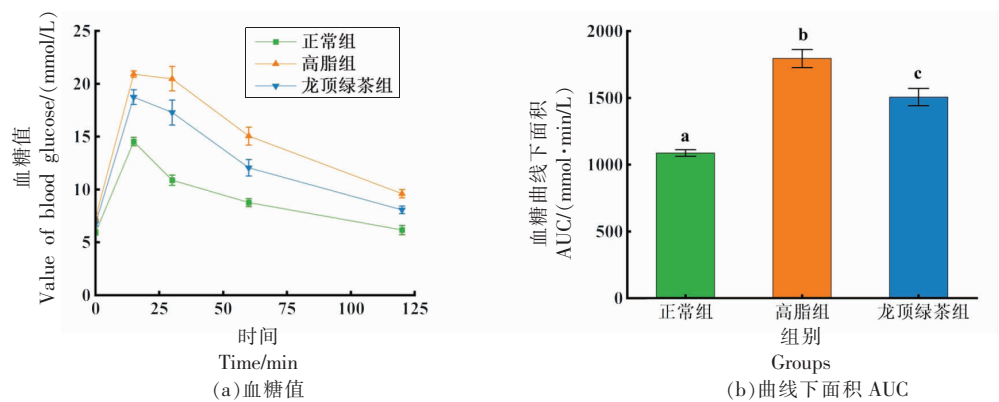 血糖值
Value of blood glucose/(mmol/L)
25
20
15
10
5
0
正常组
高脂组
龙顶绿茶组
0
25
50
75
100
125
时间
Time/min
(a)血糖值
血糖曲线下面积
AUC/(mmol·min/L)
2000
1500
1000
500
0
a
b
c
正常组
高脂组
龙顶绿茶组
组别
Groups
(b)曲线下面积 AUC